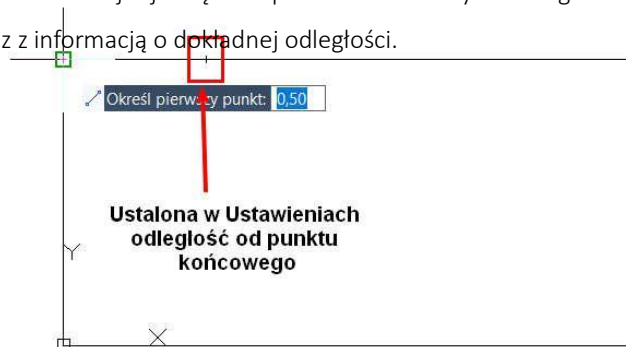 z z informacją o dokładnej odległości.
Określ pierwszy punkt: 0,50
Ustalona w Ustawieniach
odległość od punktu
końcowego
Y
X